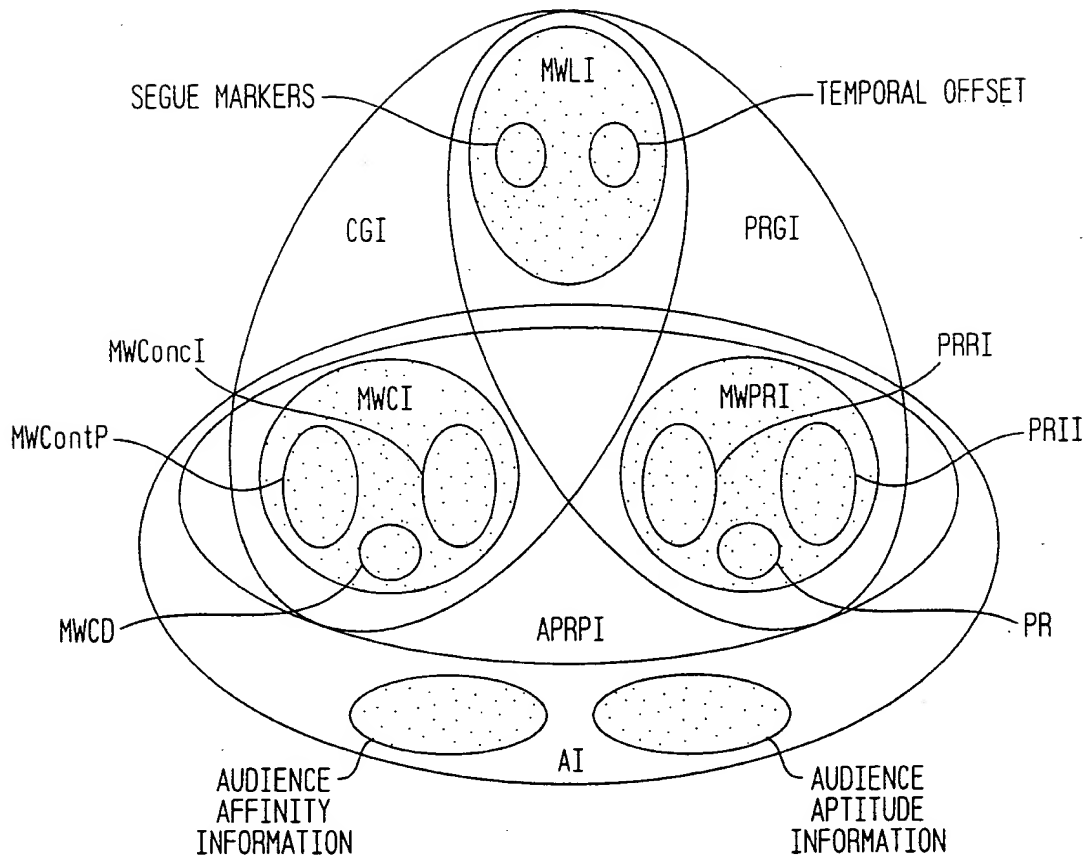 MWLI
SEGUE MARKERS
TEMPORAL OFFSET
CGI
PRGI
MWConcI
PRRI
MWCI
MWPRI
MWContP
PRII
MWCD
APRPI
PR
AI
AUDIENCE
AFFINITY
INFORMATION
AUDIENCE
APTITUDE
INFORMATION